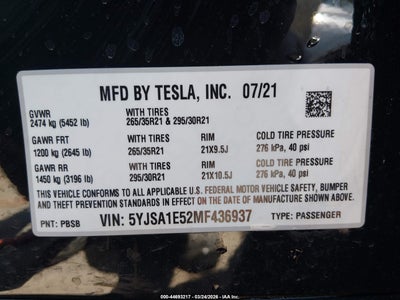 MFD BY TESLA, INC. 07/21
GVWR WITH TIRES
2474 kg (5452 lb) 265/35R21 & 295/30R21
GAWR FRT WITH TIRES RIM COLD TIRE PRESSURE
1200 kg (2645 lb) 265/35R21 21X9.5J 276 kPa, 40 psi
GAWR RR WITH TIRES RIM COLD TIRE PRESSURE
1450 kg (3196 lb) 295/30R21 21X10.5J 276 kPa, 40 psi
THIS VEHICLE CONFORMS TO ALL APPLICABLE U.S. FEDERAL MOTOR VEHICLE SAFETY, BUMPER
AND THEFT PREVENTION STANDARDS IN EFFECT ON THE DATE OF MANUFACTURE SHOWN ABOVE.
PNT: PBSB VIN: 5YJSA1E52MF436937 TYPE: PASSENGER
ID: 44693217 - (03/24/2026) - (c) IAA Inc.